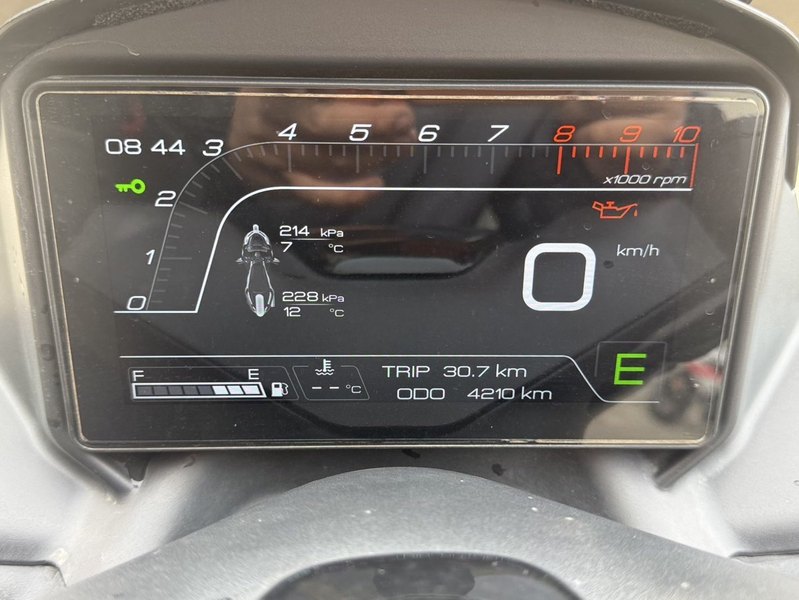 08 44
0 1 2 3 4 5 6 7 8 9 10
x1000 rpm
214 kPa
7 °C
228 kPa
12 °C
0 km/h
F E
-- °C
TRIP 30.7 km
ODO 4210 km
E